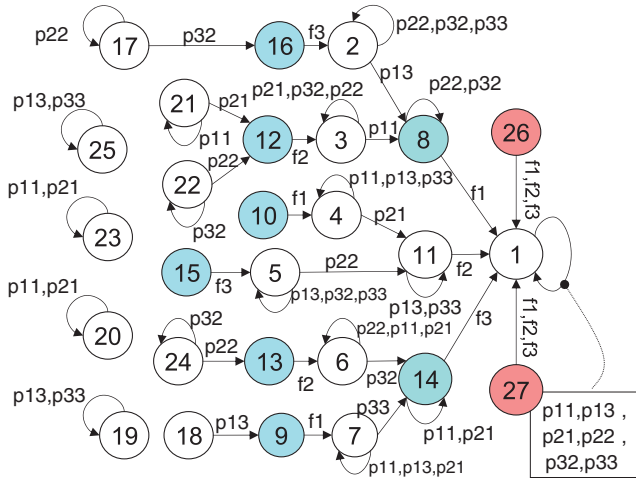 p22
17
p32
16
f3
2
p22,p32,p33
p13
p13,p33
25
21
p21
p11
12
f2
p21,p32,p22
3
p11
p22,p32
8
26
22
p22
p32
f1
f1,f2,f3
p11,p21
23
10
f1
4
p11,p13,p33
p21
11
f2
1
15
f3
5
p22
p13,p32,p33
p13,p33
p11,p21
20
24
p32
p22
13
f2
6
p22,p11,p21
p32
14
f3
f1,f2,f3
27
p13,p33
19
18
p13
9
f1
7
p33
p11,p13,p21
p11,p21
p11,p13 ,
p21,p22 ,
p32,p33